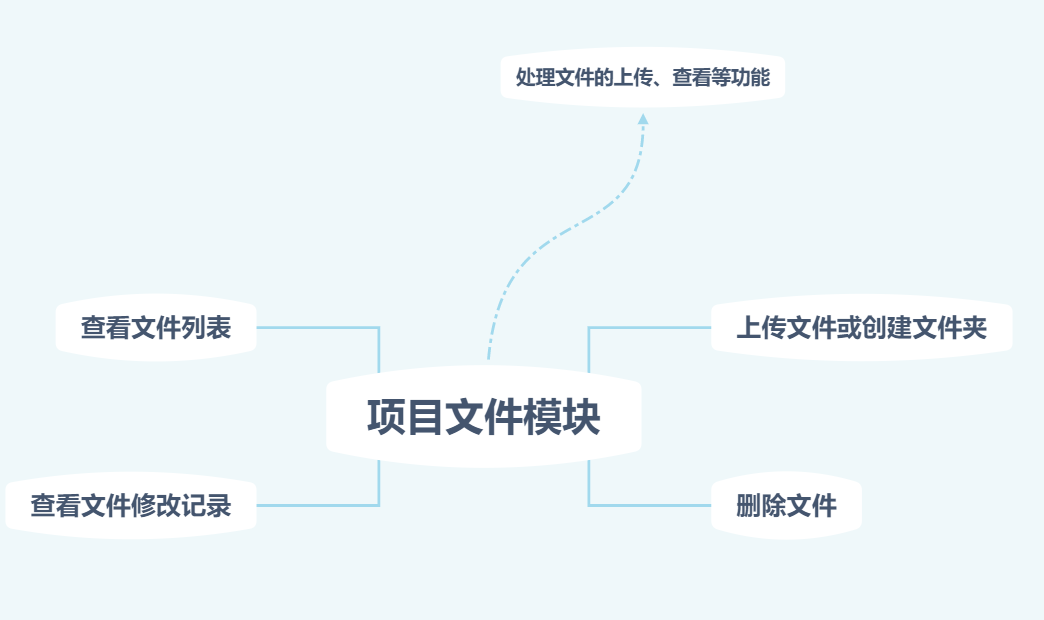 处理文件的上传、查看等功能
查看文件列表
上传文件或创建文件夹
项目文件模块
查看文件修改记录
删除文件